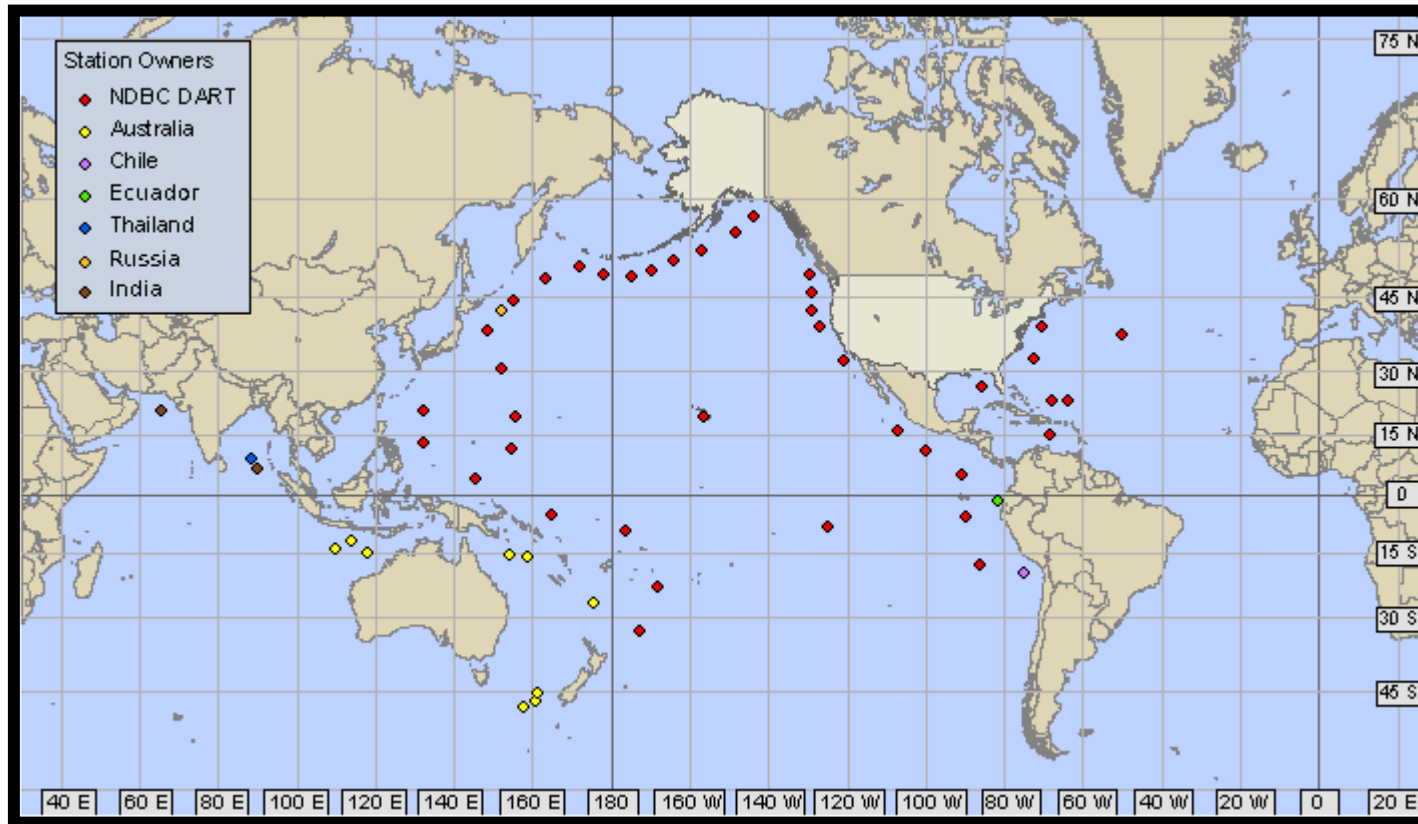 Station Owners
NDBC DART
Australia
Chile
Ecuador
Thailand
Russia
India
75 N
60 N
45 N
30 N
15 N
0
15 S
30 S
45 S
40 E 60 E 80 E 100 E 120 E 140 E 160 E 180 160 W 140 W 120 W 100 W 80 W 60 W 40 W 20 W 0 20 E